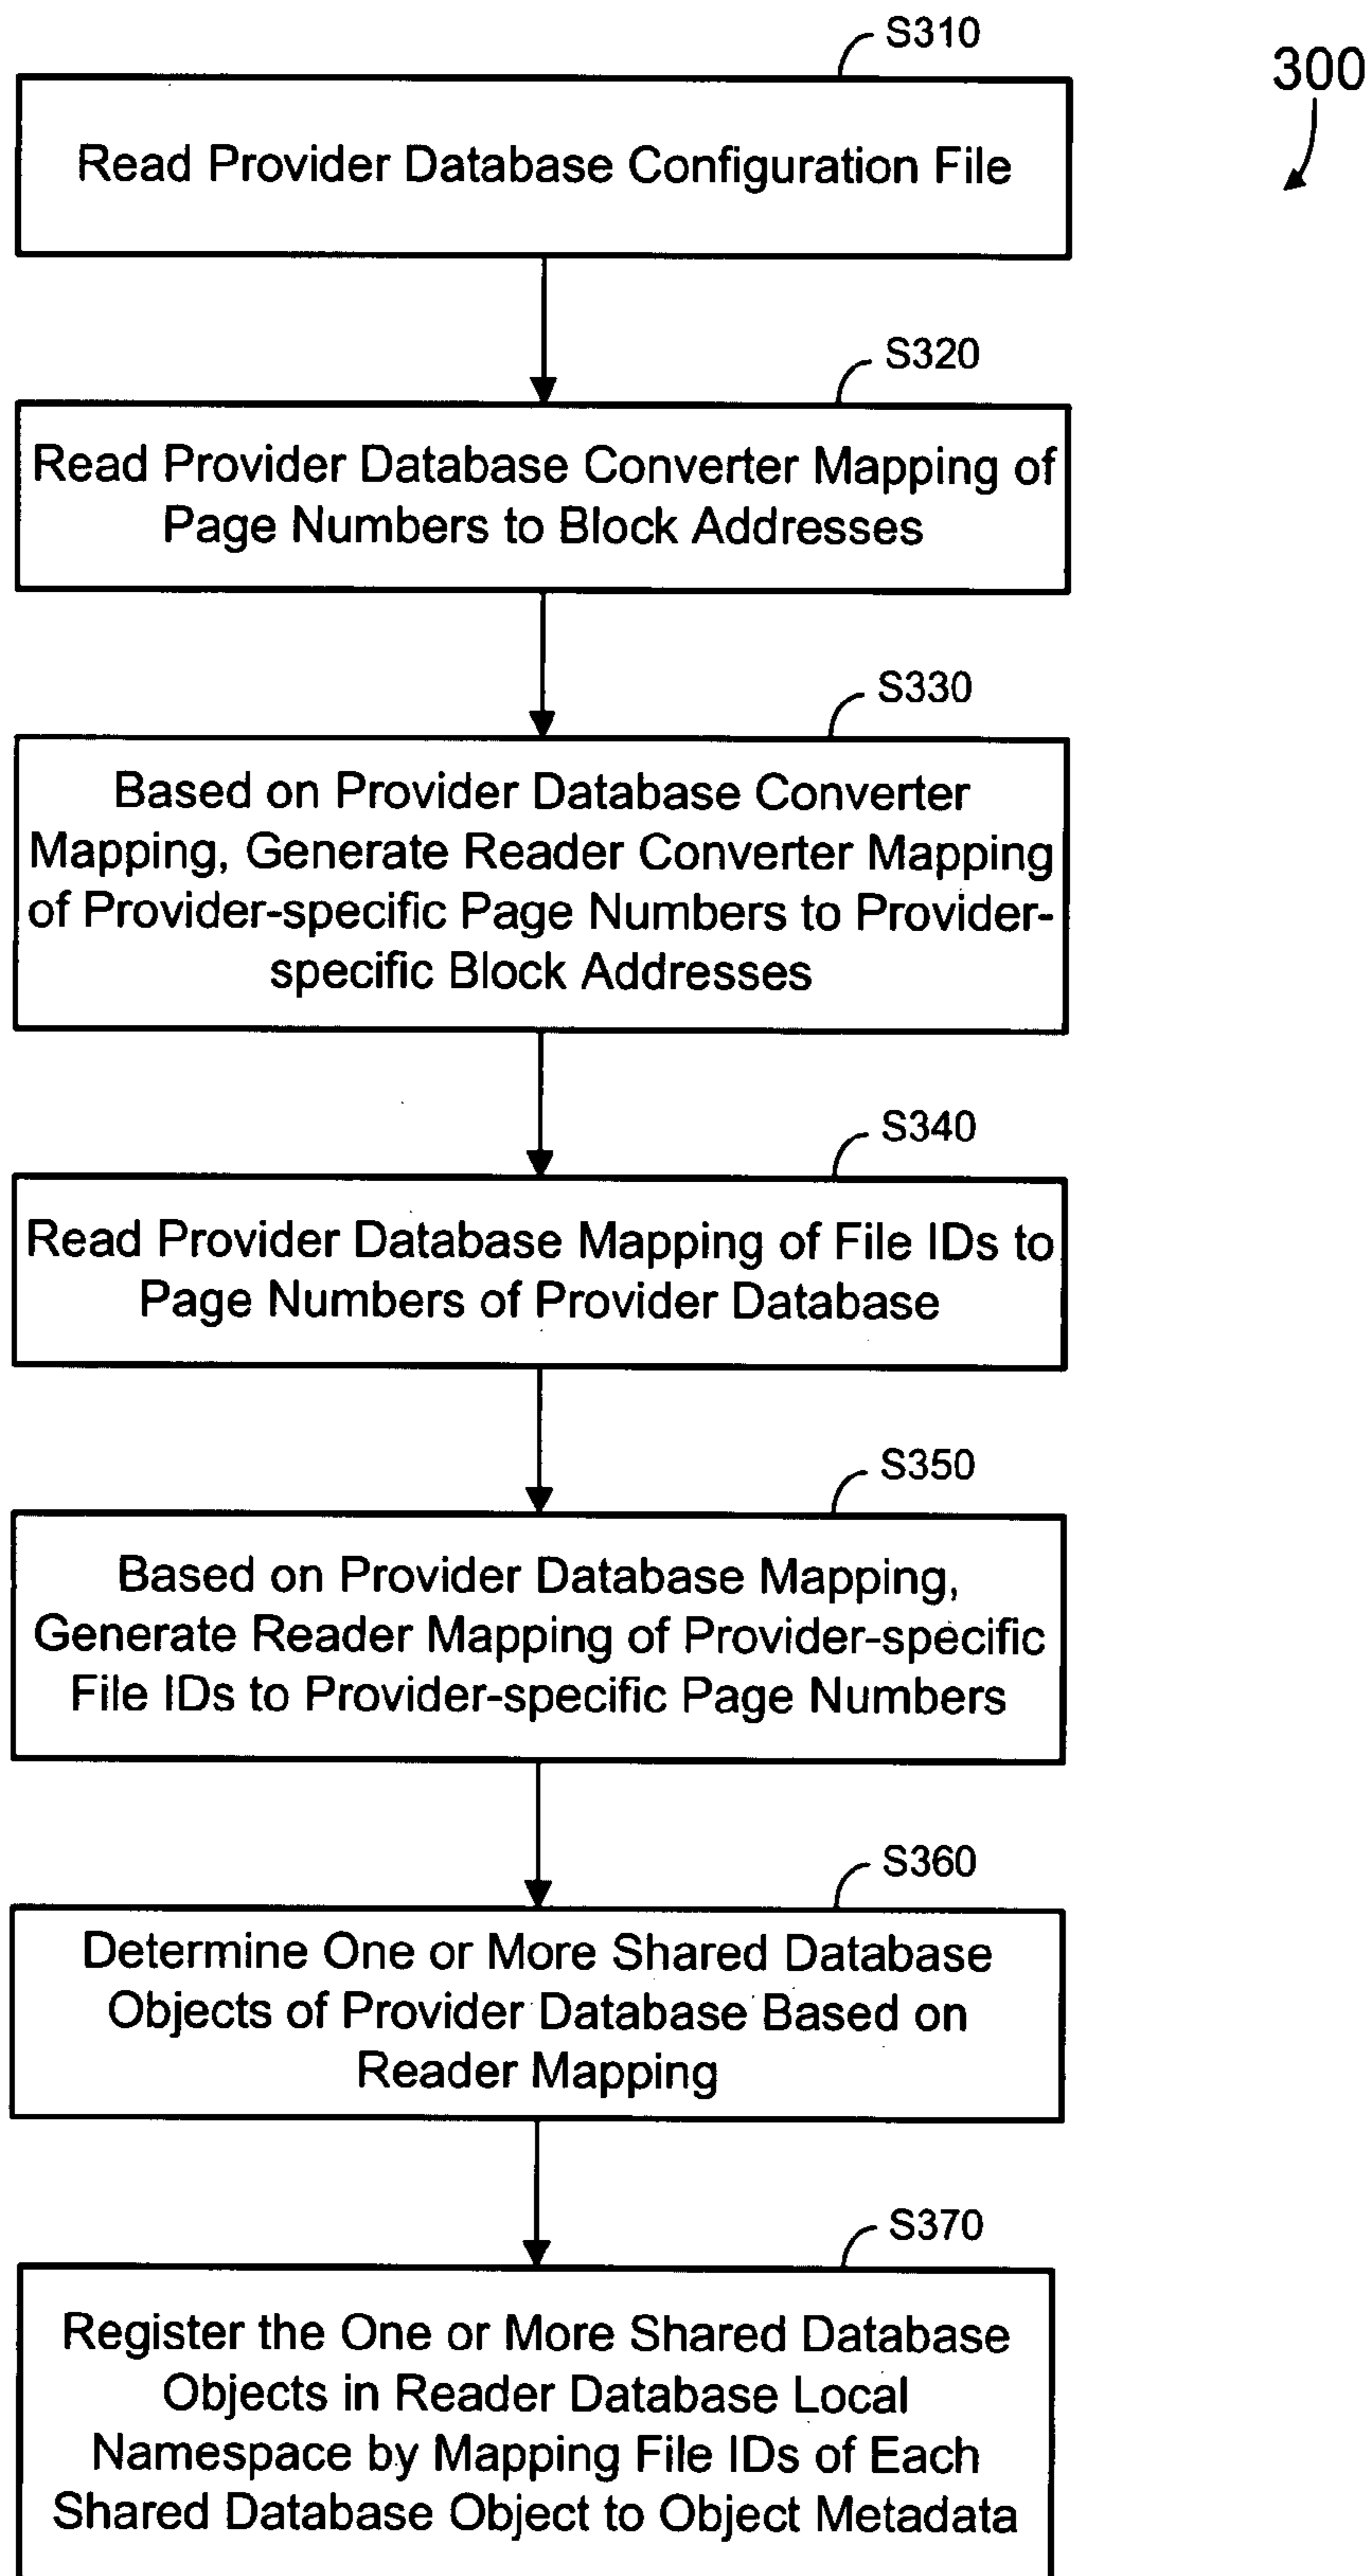 S310
300
Read Provider Database Configuration File
S320
Read Provider Database Converter Mapping of
Page Numbers to Block Addresses
S330
Based on Provider Database Converter
Mapping, Generate Reader Converter Mapping
of Provider-specific Page Numbers to Provider-
specific Block Addresses
S340
Read Provider Database Mapping of File IDs to
Page Numbers of Provider Database
S350
Based on Provider Database Mapping,
Generate Reader Mapping of Provider-specific
File IDs to Provider-specific Page Numbers
S360
Determine One or More Shared Database
Objects of Provider Database Based on
Reader Mapping
S370
Register the One or More Shared Database
Objects in Reader Database Local
Namespace by Mapping File IDs of Each
Shared Database Object to Object Metadata